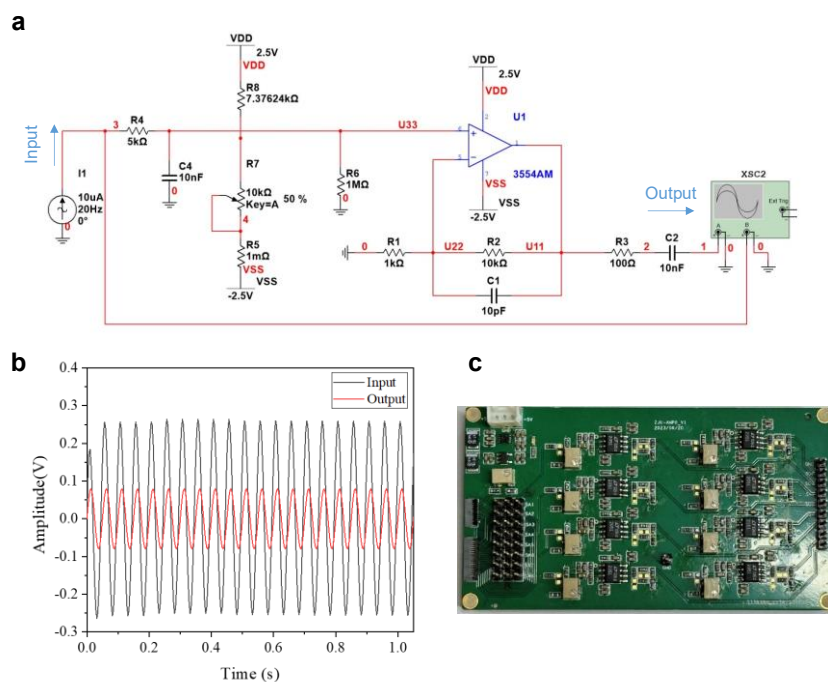 a
VDD
2.5V
VDD
R8
7.37624kΩ
VDD
2.5V
VDD
U1
Input
3
R4
5kΩ
U33
6
2
+
1
5
−
3554AM
7
VSS
-2.5V
VSS
I1
10uA
20Hz
0°
0
C4
10nF
0
R7
10kΩ
Key=A
50 %
4
R5
1mΩ
VSS
VSS
-2.5V
R6
1MΩ
0
Output
XSC2
Ext Trig
A
B
0
R1
1kΩ
U22
R2
10kΩ
U11
R3
100Ω
2
C2
10nF
1
0
0
C1
10pF
b
Input
Output
Amplitude(V)
0.4
0.3
0.2
0.1
0.0
-0.1
-0.2
-0.3
0.0
0.2
0.4
0.6
0.8
1.0
Time (s)
c